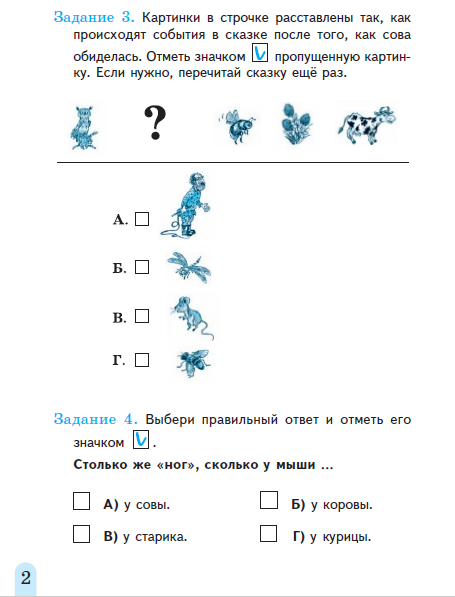 Задание 3. Картинки в строчке расставлены так, как
происходят события в сказке после того, как сова
обиделась. Отметь значком V пропущенную картин-
ку. Если нужно, перечитай сказку ещё раз.
?
А.
Б.
В.
Г.
Задание 4. Выбери правильный ответ и отметь его
значком V .
Столько же «ног», сколько у мыши ...
А) у совы.
Б) у коровы.
В) у старика.
Г) у курицы.
2